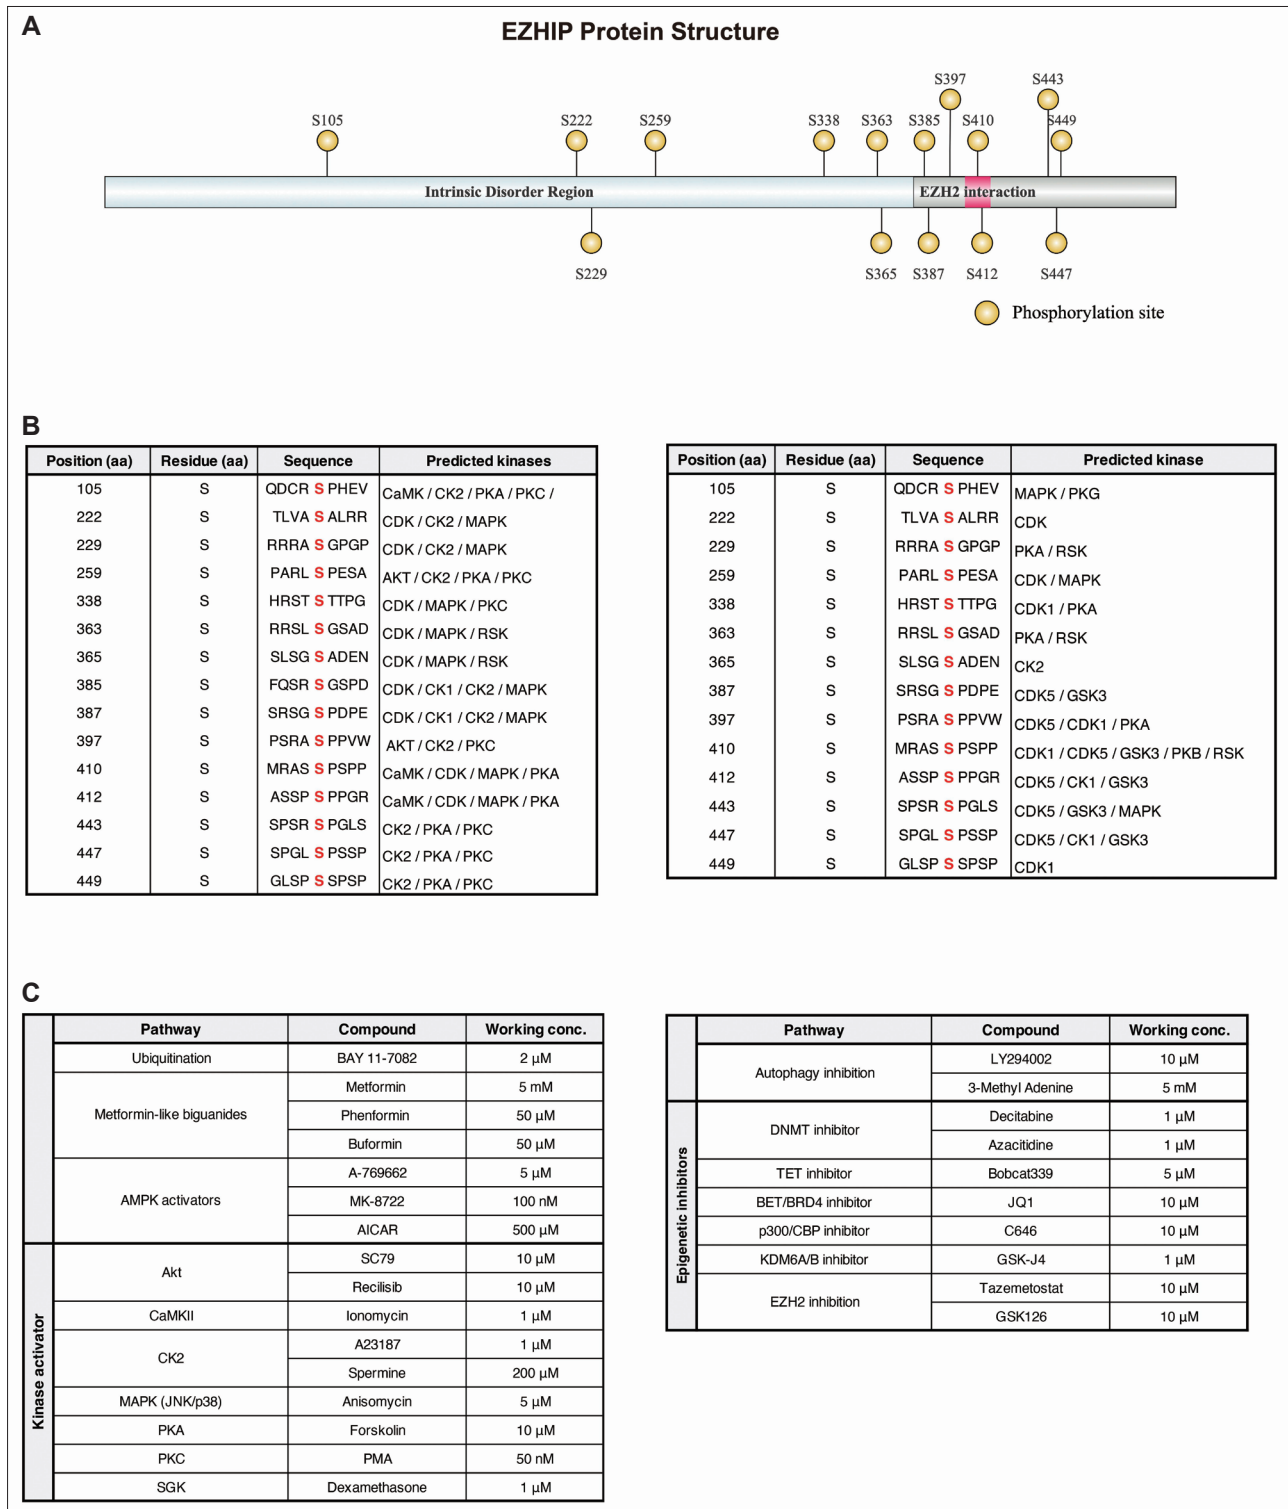 A
EZHIP Protein Structure
S397 S443
S105 S222 S259 S338 S363 S385 S410 S449
Intrinsic Disorder Region EZH2 interaction
S229 S365 S387 S412 S447
Phosphorylation site
B
Position (aa) Residue (aa) Sequence Predicted kinases
105 S QDCR S PHEV CaMK / CK2 / PKA / PKC /
222 S TLVA S ALRR CDK / CK2 / MAPK
229 S RRRA S GPGP CDK / CK2 / MAPK
259 S PARL S PESA AKT / CK2 / PKA / PKC
338 S HRST S TTPG CDK / MAPK / PKC
363 S RRSL S GSAD CDK / MAPK / RSK
365 S SLSG S ADEN CDK / MAPK / RSK
385 S FQSR S GSPD CDK / CK1 / CK2 / MAPK
387 S SRSG S PDPE CDK / CK1 / CK2 / MAPK
397 S PSRA S PPVW AKT / CK2 / PKC
410 S MRAS S PSPP CaMK / CDK / MAPK / PKA
412 S ASSP S PPGR CaMK / CDK / MAPK / PKA
443 S SPSR S PGLS CK2 / PKA / PKC
447 S SPGL S PSSP CK2 / PKA / PKC
449 S GLSP S SPSP CK2 / PKA / PKC
Position (aa) Residue (aa) Sequence Predicted kinase
105 S QDCR S PHEV MAPK / PKG
222 S TLVA S ALRR CDK
229 S RRRA S GPGP PKA / RSK
259 S PARL S PESA CDK / MAPK
338 S HRST S TTPG CDK1 / PKA
363 S RRSL S GSAD PKA / RSK
365 S SLSG S ADEN CK2
387 S SRSG S PDPE CDK5 / GSK3
397 S PSRA S PPVW CDK5 / CDK1 / PKA
410 S MRAS S PSPP CDK1 / CDK5 / GSK3 / PKB / RSK
412 S ASSP S PPGR CDK5 / CK1 / GSK3
443 S SPSR S PGLS CDK5 / GSK3 / MAPK
447 S SPGL S PSSP CDK5 / CK1 / GSK3
449 S GLSP S SPSP CDK1
C
Pathway Compound Working conc.
Ubiquitination BAY 11-7082 2 µM
Metformin-like biguanides Metformin 5 mM
Phenformin 50 µM
Buformin 50 µM
AMPK activators A-769662 5 µM
MK-8722 100 nM
AICAR 500 µM
Kinase activator
Akt SC79 10 µM
Recilisib 10 µM
CaMKII Ionomycin 1 µM
CK2 A23187 1 µM
Spermine 200 µM
MAPK (JNK/p38) Anisomycin 5 µM
PKA Forskolin 10 µM
PKC PMA 50 nM
SGK Dexamethasone 1 µM
Pathway Compound Working conc.
Autophagy inhibition LY294002 10 µM
3-Methyl Adenine 5 mM
Epigenetic inhibitors
DNMT inhibitor Decitabine 1 µM
Azacitidine 1 µM
TET inhibitor Bobcat339 5 µM
BET/BRD4 inhibitor JQ1 10 µM
p300/CBP inhibitor C646 10 µM
KDM6A/B inhibitor GSK-J4 1 µM
EZH2 inhibition Tazemetostat 10 µM
GSK126 10 µM